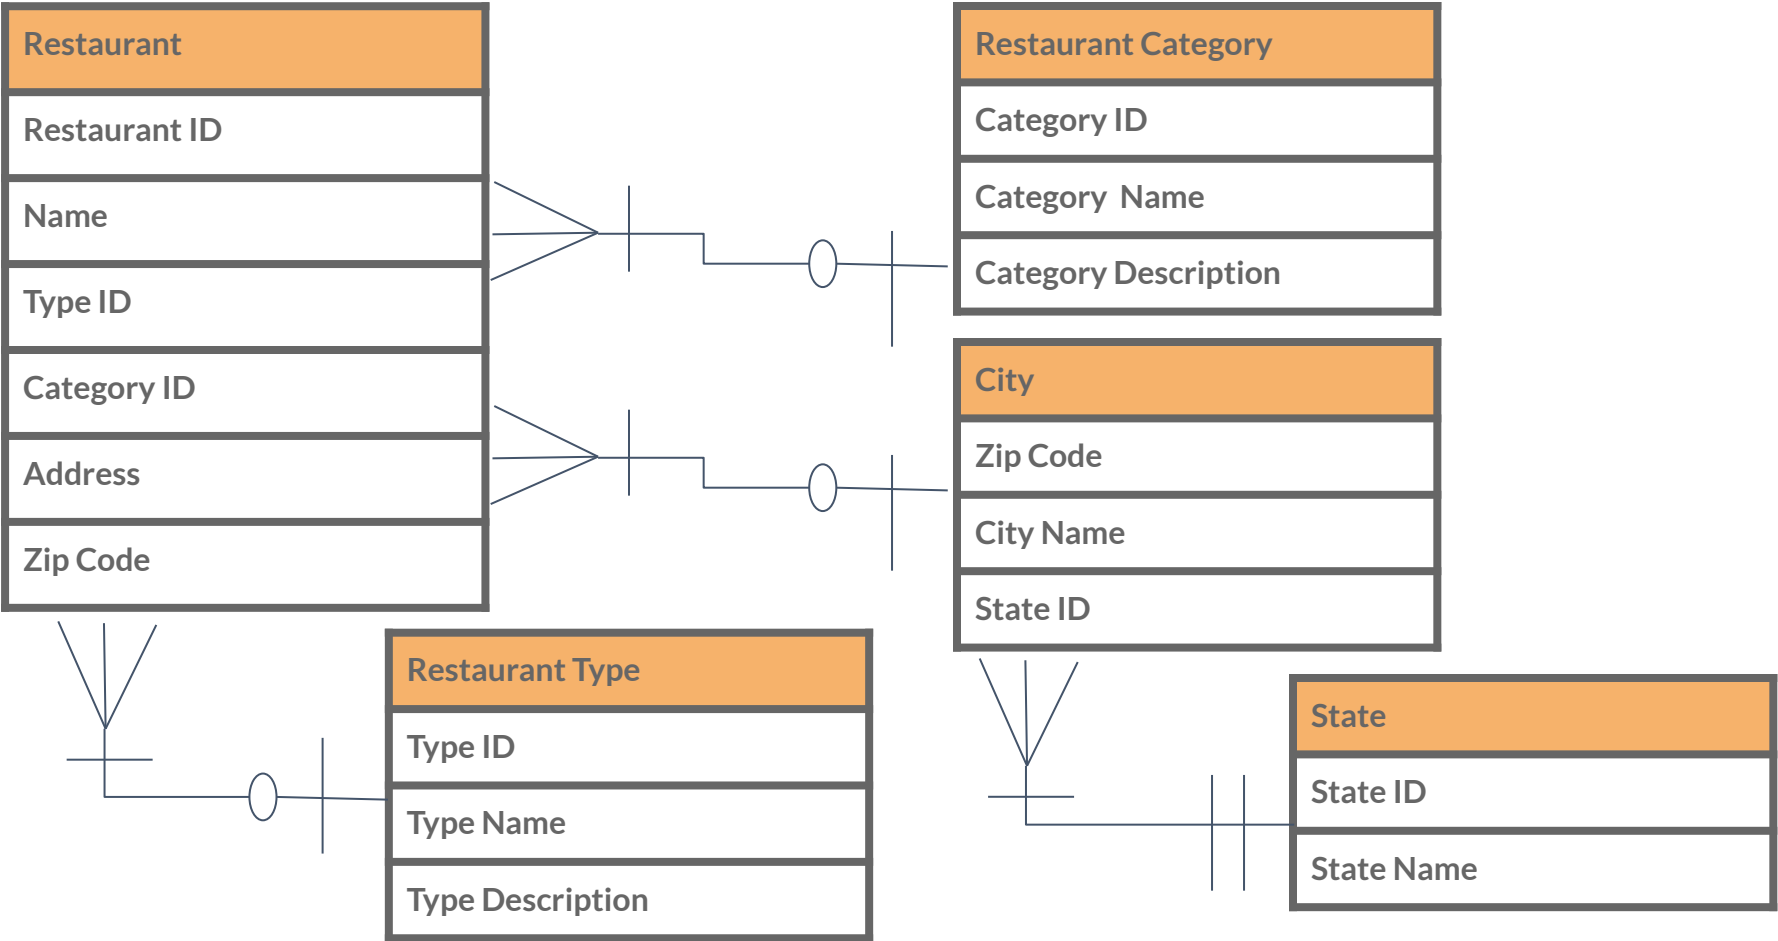 Restaurant
Restaurant ID
Name
Type ID
Category ID
Address
Zip Code
Restaurant Category
Category ID
Category  Name
Category Description
City
Zip Code
City Name
State ID
Restaurant Type
Type ID
Type Name
Type Description
State
State ID
State Name